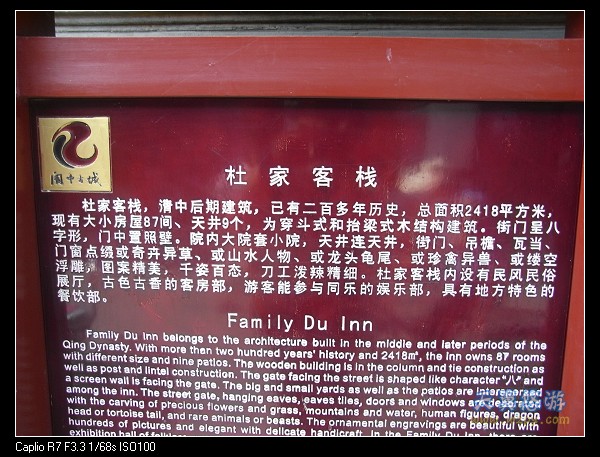 阆中古城
杜家客栈
杜家客栈，清中后期建筑，已有二百多年历史，总面积2418平方米，
现有大小房屋87间、天井9个，为穿斗式和抬梁式木结构建筑。街门呈八
字形，门中置照壁。院内大院套小院，天井连天井，街门、吊檐、瓦当、
门窗点缀或奇卉异草、或山水人物、或龙头龟尾、或珍禽异兽、或缕空
浮雕，图案精美，千姿百态，刀工泼辣精细。杜家客栈内设有民风民俗
展厅，古色古香的客房部，游客能参与同乐的娱乐部，具有地方特色的
餐饮部。
Family Du Inn
Family Du Inn belongs to the architecture built in the middle and later periods of the
Qing Dynasty. With more than two hundred years' history and 2418㎡, the inn owns 87 rooms
with different size and nine patios. The wooden building is in the column and tie construction as
well as post and lintel construction. The gate facing the street is shaped like character "八" and
a screen wall is facing the gate. The big and small yards as well as the patios are interspersed
among the inn. The street gate, hanging eaves, eaves tiles, doors and windows are decorated
with the carving of precious flowers and grass, mountains and water, human figures, dragon
head or tortoise tail, and rare animals or beasts. The ornamental engravings are beautiful with
hundreds of pictures and elegant with delicate handicraft. In the Family Du Inn, there are
Caplio R7 F3.3 1/68s ISO100